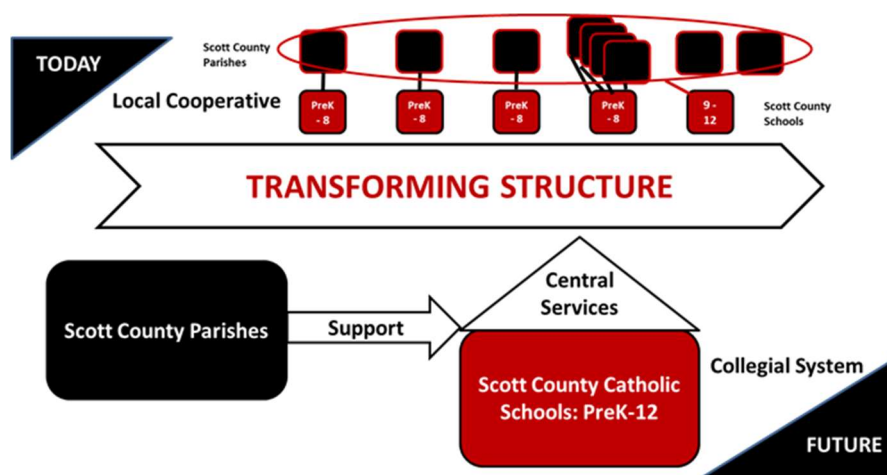 TODAY
Scott County
Parishes
Local Cooperative
PreK
- 8
PreK
- 8
PreK
- 8
PreK
- 8
9 -
12
Scott County
Schools
TRANSFORMING STRUCTURE
Central
Services
Scott County Parishes
Support
Scott County Catholic
Schools: PreK-12
Collegial System
FUTURE